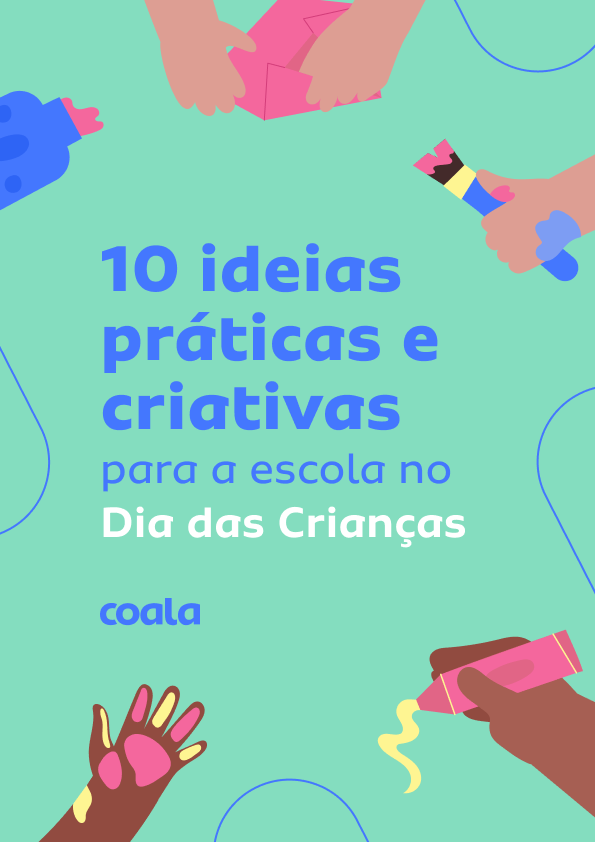 10 ideias
práticas e
criativas
para a escola no
Dia das Crianças
coala